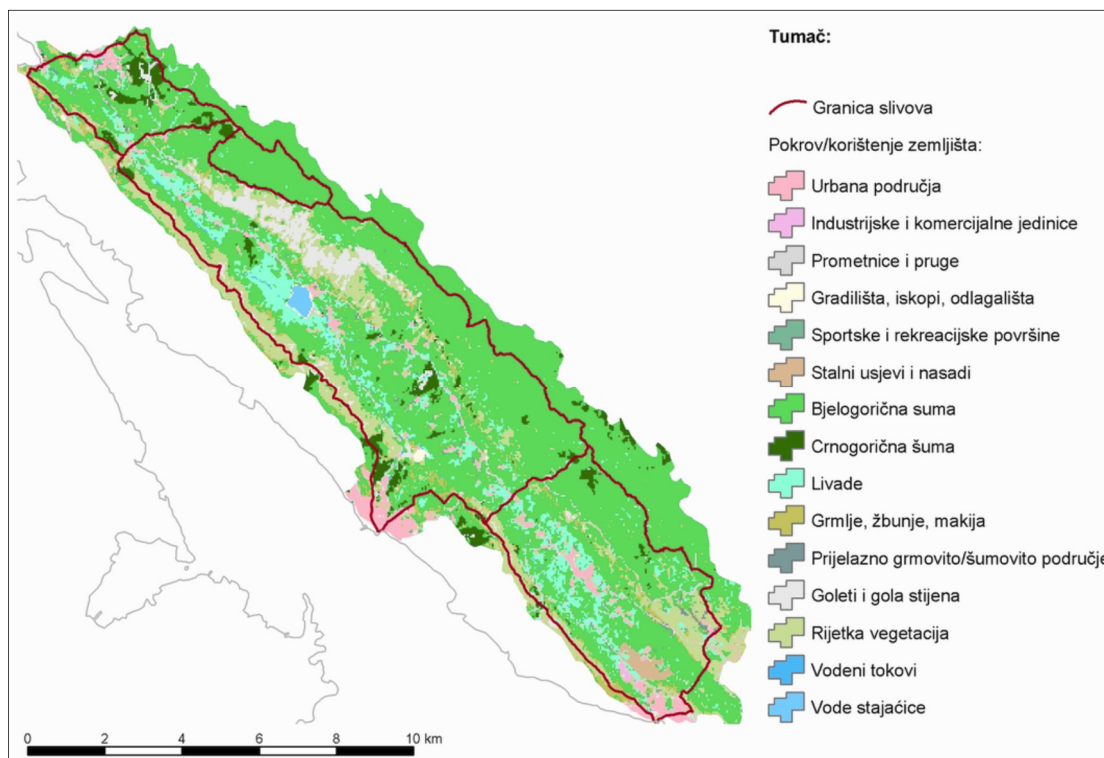 Tumač:
Granica slivova
Pokrov/korištenje zemljišta:
Urbana područja
Industrijske i komercijalne jedinice
Prometnice i pruge
Gradilišta, iskopi, odlagališta
Sportske i rekreacijske površine
Stalni usjevi i nasadi
Bjelogorična suma
Crnogorična šuma
Livade
Grmlje, žbunje, makija
Prijelazno grmovito/šumovito područje
Goleti i gola stijena
Rijetka vegetacija
Vodeni tokovi
Vode stajaćice
0 2 4 6 8 10 km